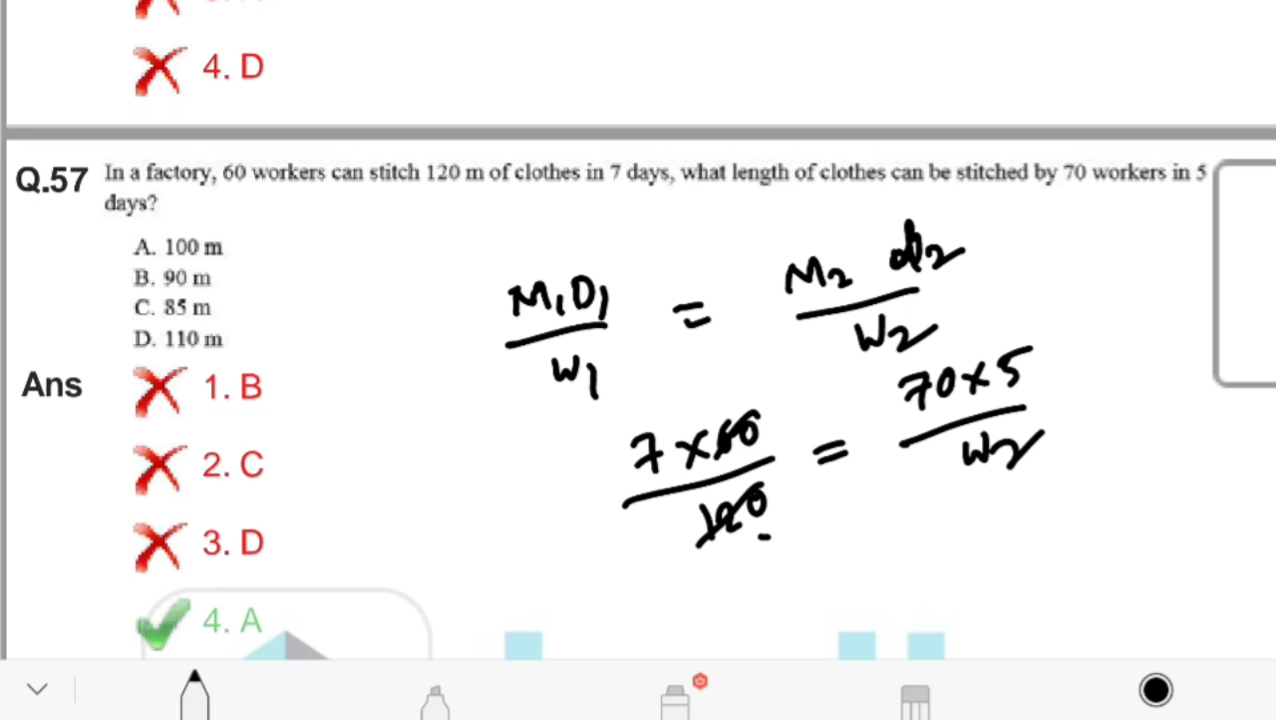 4. D
Q.57 In a factory, 60 workers can stitch 120 m of clothes in 7 days, what length of clothes can be stitched by 70 workers in 5
days?
A. 100 m
B. 90 m
C. 85 m
D. 110 m
M1D1 / W1 = M2 d2 / W2
7 × 60 / 120 = 70 × 5 / W2
Ans 1. B
2. C
3. D
4. A